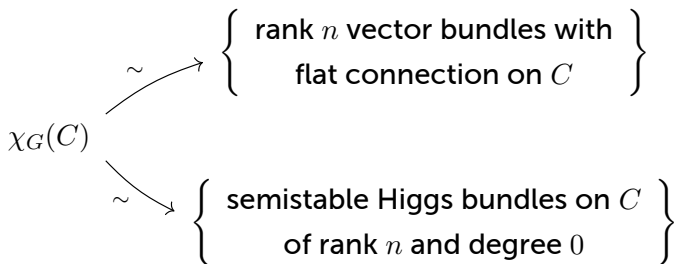 rank n vector bundles with
flat connection on C
∼
χ_G(C)
∼
semistable Higgs bundles on C
of rank n and degree 0